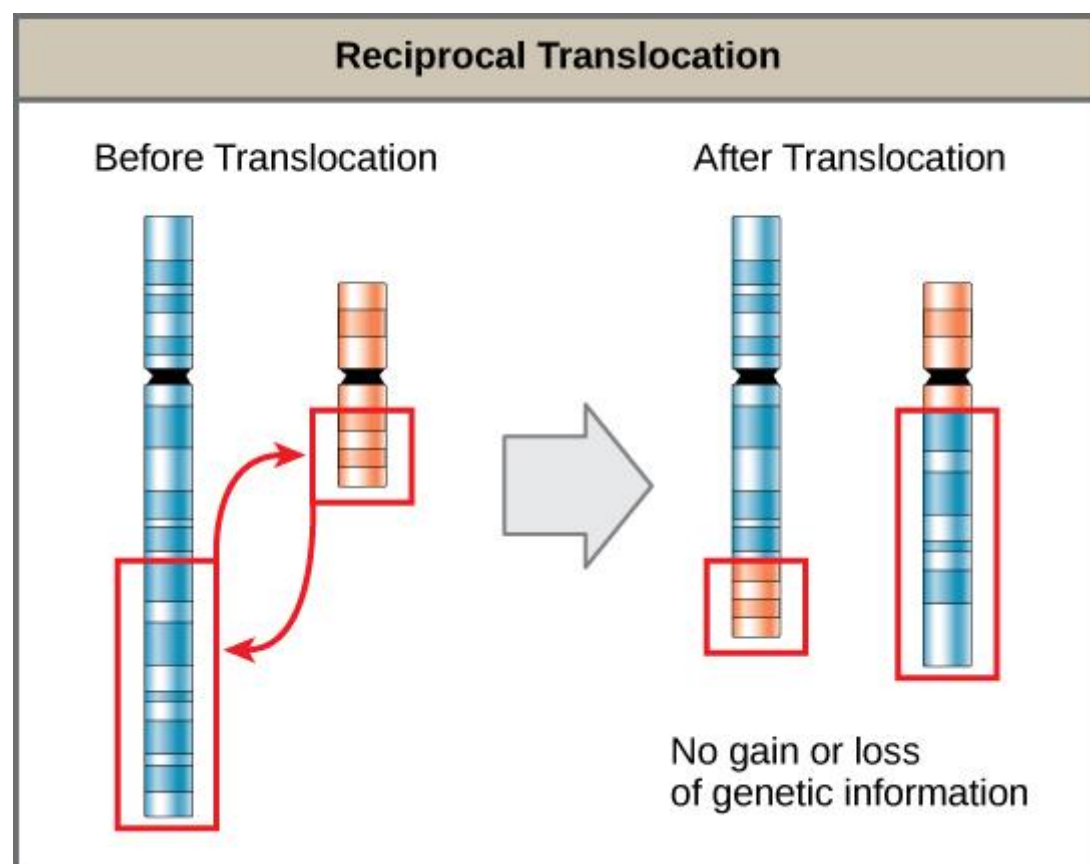 Reciprocal Translocation
Before Translocation
After Translocation
No gain or loss
of genetic information